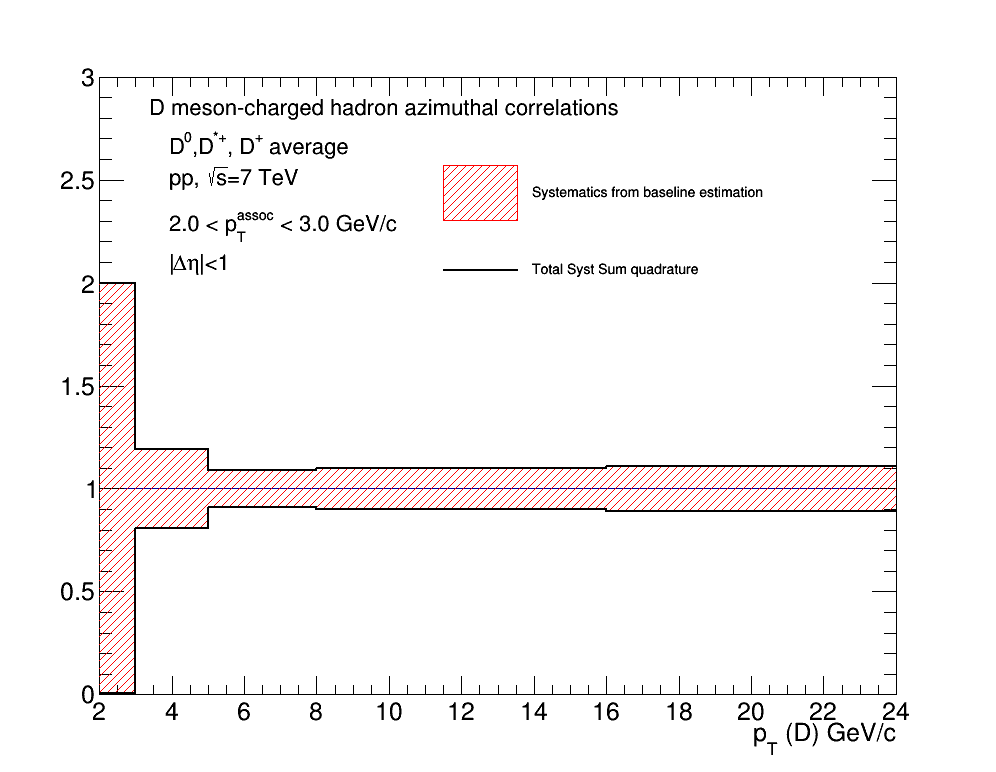 3
D meson-charged hadron azimuthal correlations
D⁰,D*⁺, D⁺ average
pp, √s=7 TeV
2.5
Systematics from baseline estimation
2.0 < p_T^assoc < 3.0 GeV/c
|Δη|<1
Total Syst Sum quadrature
2
1.5
1
0.5
0
2 4 6 8 10 12 14 16 18 20 22 24
p_T (D) GeV/c